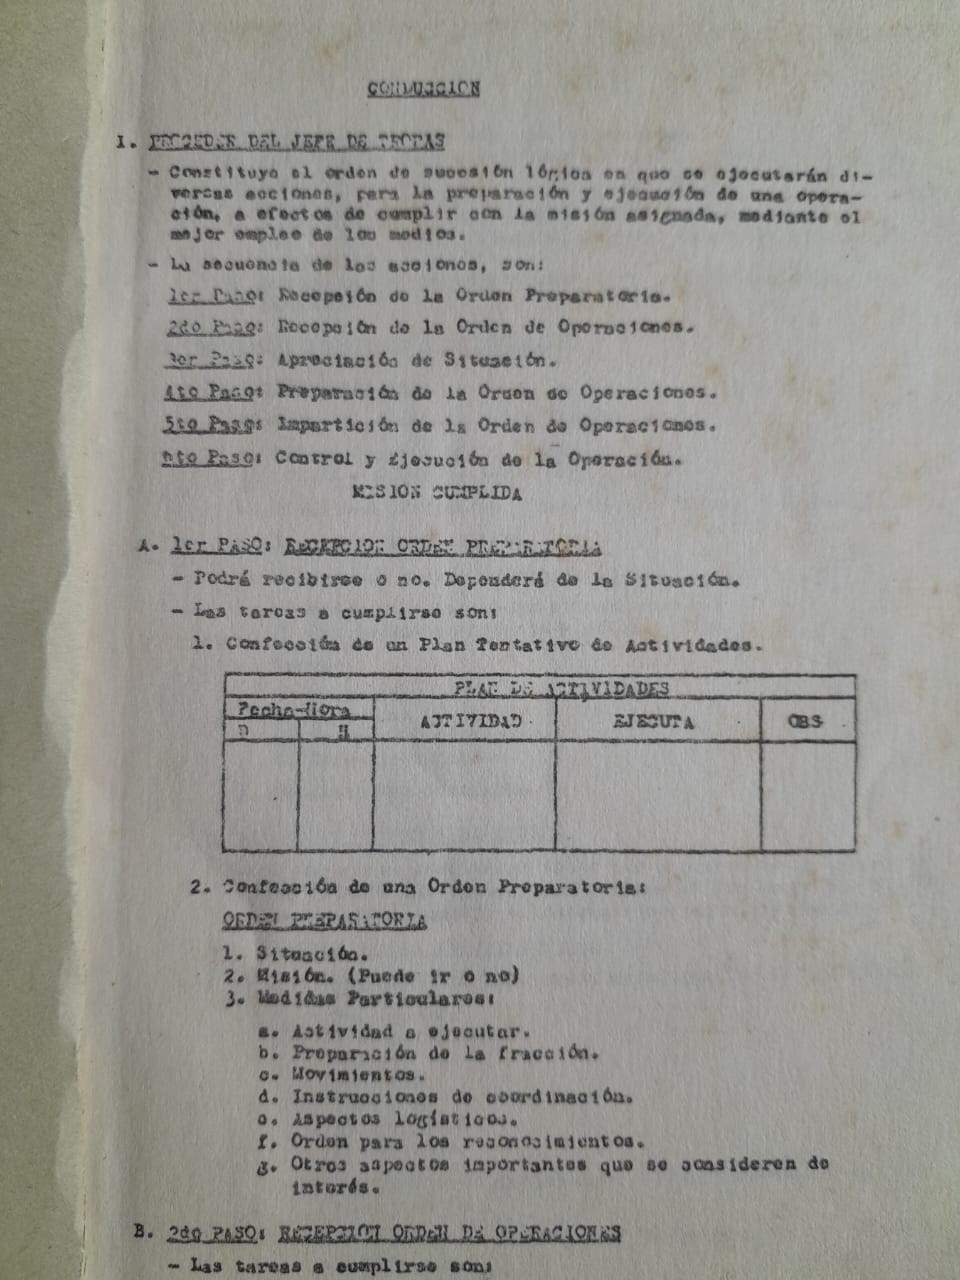 CONDUCCION
1. PROCEDER DEL JEFE DE TROPAS
- Constituye el orden de sucesión lógica en que se ejecutarán di-
versas acciones, para la preparación y ejecución de una opera-
ción, a efectos de cumplir con la misión asignada, mediante el
mejor empleo de los medios.
- La secuencia de las acciones, son:
1er Paso: Recepción de la Orden Preparatoria.
2do Paso: Recepción de la Orden de Operaciones.
3er Paso: Apreciación de Situación.
4to Paso: Preparación de la Orden de Operaciones.
5to Paso: Impartición de la Orden de Operaciones.
6to Paso: Control y Ejecución de la Operación.
MISION CUMPLIDA
A. 1er PASO: RECEPCION ORDEN PREPARATORIA
- Podrá recibirse o no. Dependerá de la Situación.
- Las tareas a cumplirse son:
1. Confección de un Plan Tentativo de Actividades.
PLAN DE ACTIVIDADES
Fecha-Hora
ACTIVIDAD
EJECUTA
OBS
D
H
2. Confección de una Orden Preparatoria:
ORDEN PREPARATORIA
1. Situación.
2. Misión. (Puede ir o no)
3. Medidas Particulares:
a. Actividad a ejecutar.
b. Preparación de la fracción.
c. Movimientos.
d. Instrucciones de coordinación.
e. Aspectos logísticos.
f. Orden para los reconocimientos.
g. Otros aspectos importantes que se consideren de
interés.
B. 2do PASO: RECEPCION ORDEN DE OPERACIONES
- Las tareas a cumplirse son: